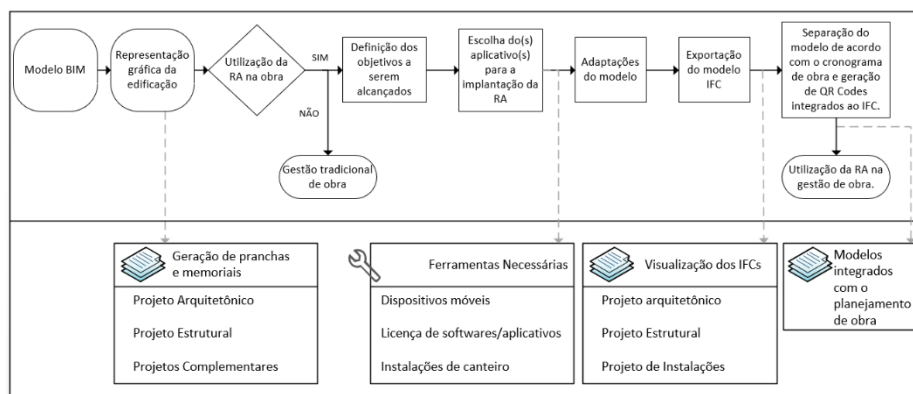 Modelo BIM
Representação
gráfica da
edificação
Utilização da
RA na obra
SIM
NÃO
Gestão tradicional
de obra
Definição dos
objetivos a
serem
alcançados
Escolha do(s)
aplicativo(s)
para a
implantação da
RA
Adaptações
do modelo
Exportação
do modelo
IFC
Separação do
modelo de acordo
com o cronograma
de obra e geração
de QR Codes
integrados ao IFC.
Utilização da RA na
gestão de obra.
Geração de pranchas
e memoriais
Projeto Arquitetônico
Projeto Estrutural
Projetos Complementares
Ferramentas Necessárias
Dispositivos móveis
Licença de softwares/aplicativos
Instalações de canteiro
Visualização dos IFCs
Projeto arquitetônico
Projeto Estrutural
Projeto de Instalações
Modelos
integrados
com o
planejamento
de obra